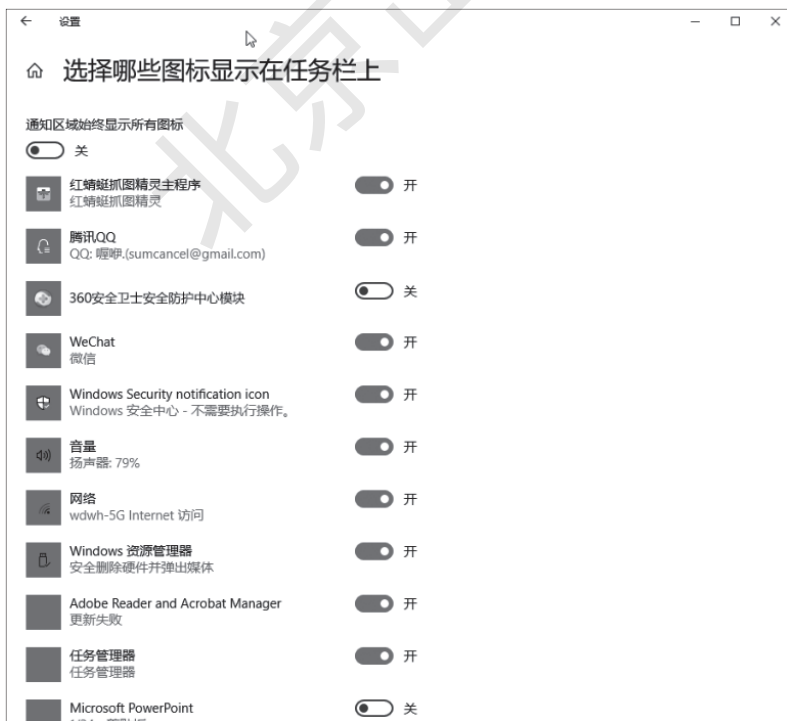 设置
选择哪些图标显示在任务栏上
通知区域始终显示所有图标
关
红蜻蜓抓图精灵主程序
红蜻蜓抓图精灵
开
腾讯QQ
QQ: 喔咿.(sumcancel@gmail.com)
开
360安全卫士安全防护中心模块
关
WeChat
微信
开
Windows Security notification icon
Windows 安全中心 - 不需要执行操作。
开
音量
扬声器: 79%
开
网络
wdwh-5G Internet 访问
开
Windows 资源管理器
安全删除硬件并弹出媒体
开
Adobe Reader and Acrobat Manager
更新失败
开
任务管理器
任务管理器
开
Microsoft PowerPoint
关
北京